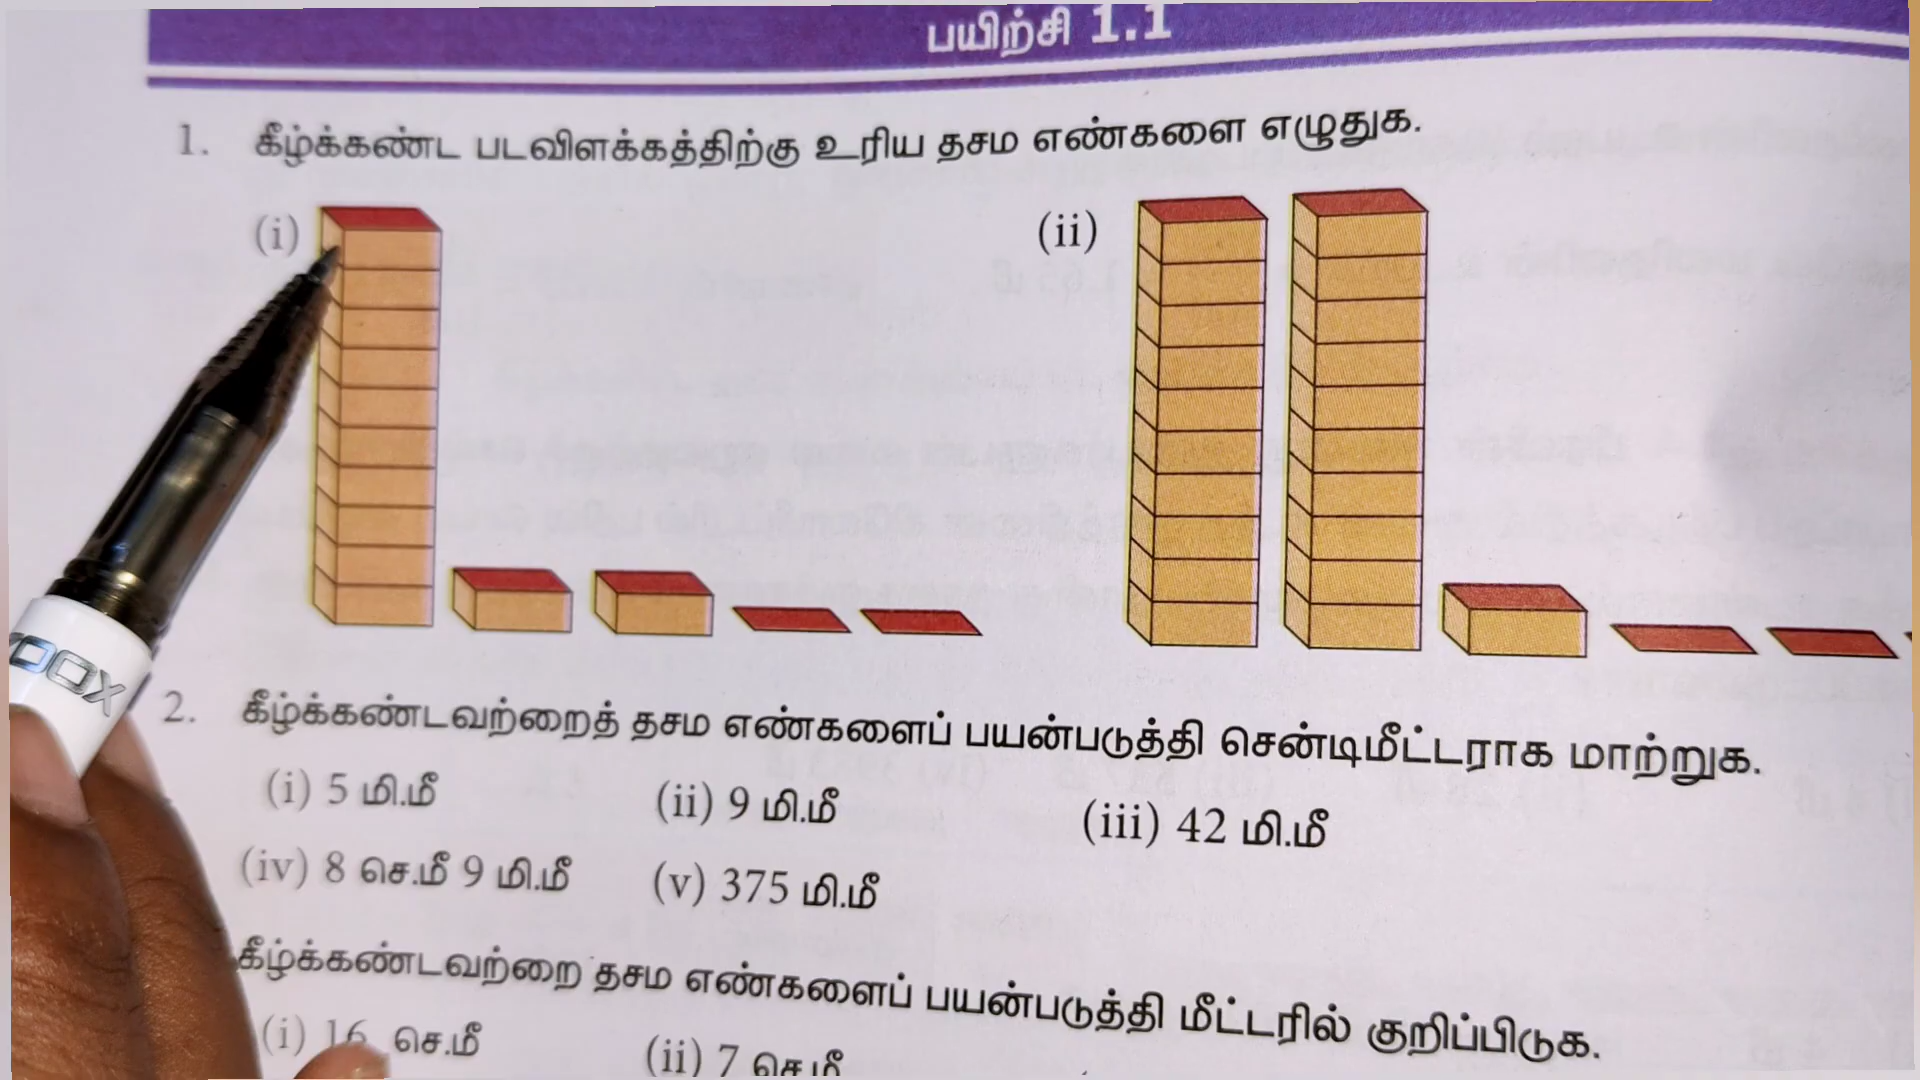 பயிற்சி 1.1
1. கீழ்க்கண்ட படவிளக்கத்திற்கு உரிய தசம எண்களை எழுதுக.
(i) (ii)
2. கீழ்க்கண்டவற்றைத் தசம எண்களைப் பயன்படுத்தி சென்டிமீட்டராக மாற்றுக.
(i) 5 மி.மீ (ii) 9 மி.மீ (iii) 42 மி.மீ
(iv) 8 செ.மீ 9 மி.மீ (v) 375 மி.மீ
கீழ்க்கண்டவற்றை தசம எண்களைப் பயன்படுத்தி மீட்டரில் குறிப்பிடுக.
(i) 16 செ.மீ (ii) 7 செ.மீ